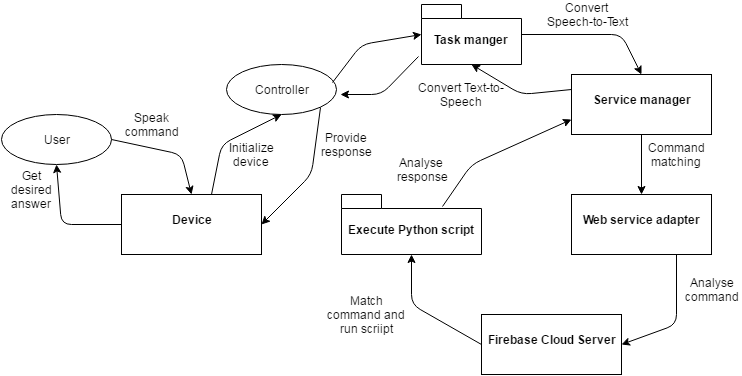 Convert
Speech-to-Text
Task manger
Controller
Convert Text-to-
Speech
Service manager
Speak
command
User
Initialize
device
Provide
response
Command
matching
Analyse
response
Get
desired
answer
Device
Execute Python script
Web service adapter
Analyse
command
Match
command and
run scriipt
Firebase Cloud Server